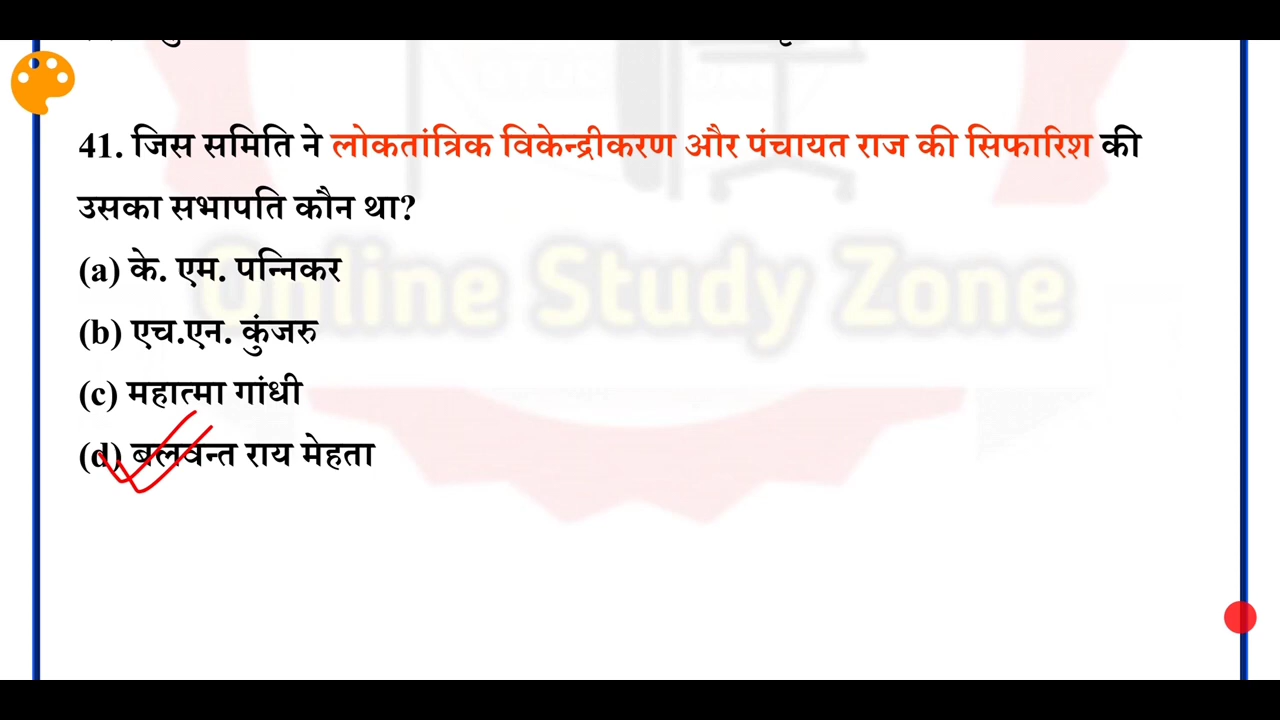 41. जिस समिति ने लोकतांत्रिक विकेन्द्रीकरण और पंचायत राज की सिफारिश की
उसका सभापति कौन था?
(a) के. एम. पन्निकर
Online Study Zone
(b) एच.एन. कुंजरु
(c) महात्मा गांधी
(d) बलवन्त राय मेहता